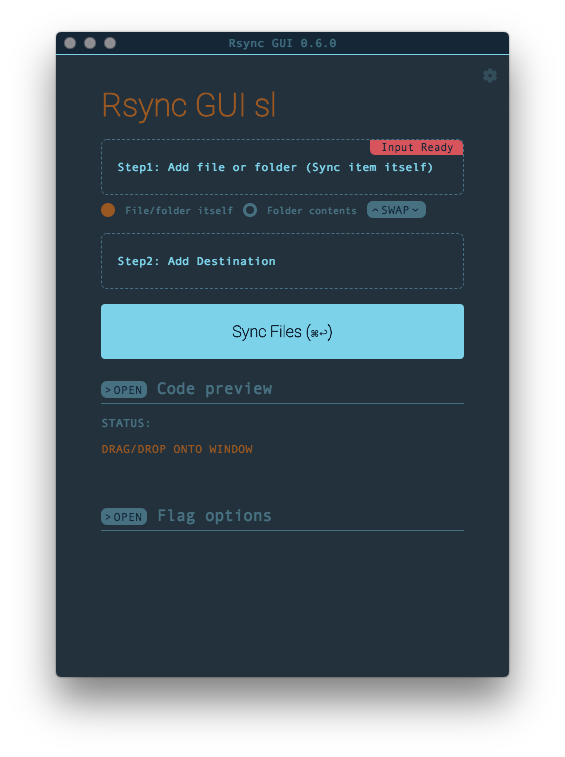 Rsync GUI 0.6.0
Rsync GUI sl
Input Ready
Step1: Add file or folder (Sync item itself)
File/folder itself Folder contents SWAP
Step2: Add Destination
Sync Files (⌘↩)
>OPEN Code preview
STATUS:
DRAG/DROP ONTO WINDOW
>OPEN Flag options